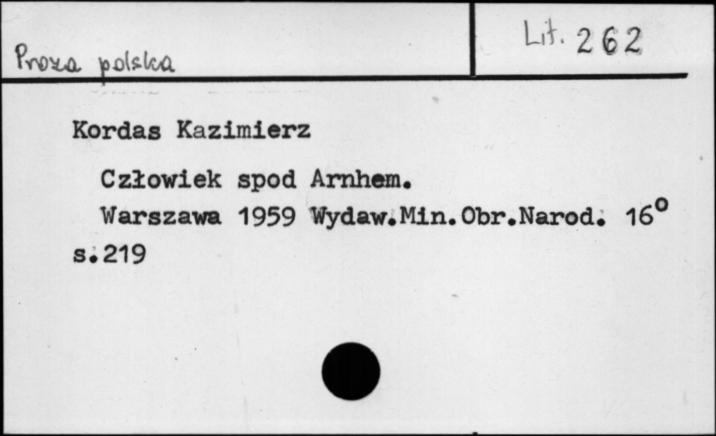 Proza polska
Lit. 262
Kordas Kazimierz
Człowiek spod Arnhem.
Warszawa 1959 Wydaw.Min.Obr.Narod. 16°
s.219